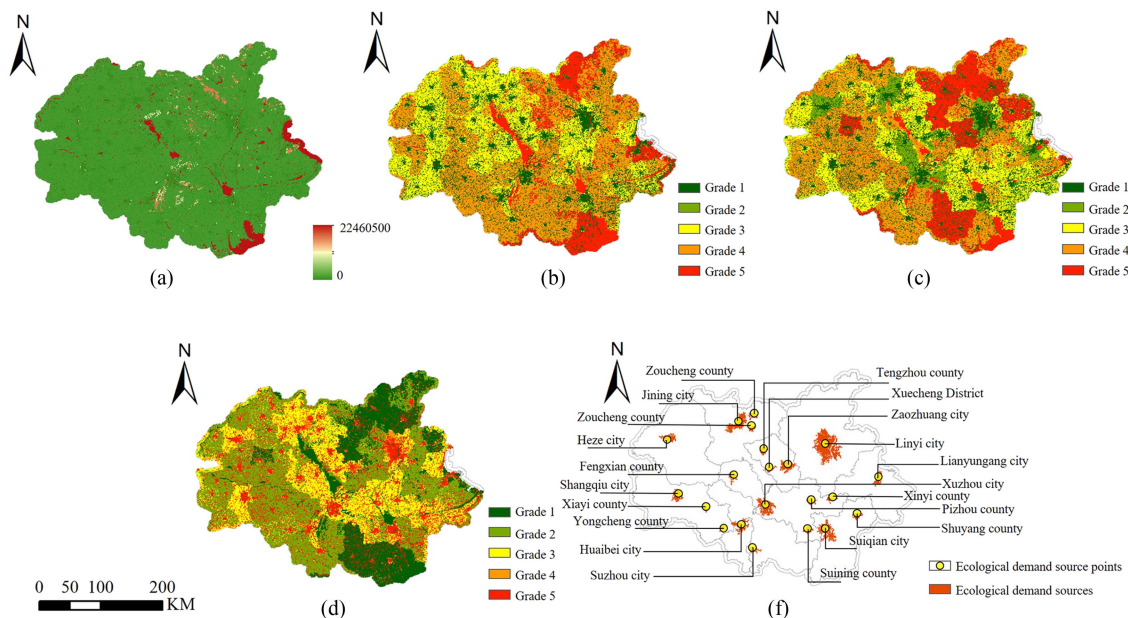 N
22460500
0
(a)
N
Grade 1
Grade 2
Grade 3
Grade 4
Grade 5
(b)
N
Grade 1
Grade 2
Grade 3
Grade 4
Grade 5
(c)
N
Grade 1
Grade 2
Grade 3
Grade 4
Grade 5
0 50 100 200
KM
(d)
N
Zoucheng county
Jining city
Zoucheng county
Heze city
Fengxian county
Shangqiu city
Xiayi county
Yongcheng county
Huaibei city
Suzhou city
Tengzhou county
Xuecheng District
Zaozhuang city
Linyi city
Lianyungang city
Xuzhou city
Xinyi county
Pizhou county
Shuyang county
Suiqian city
Suining county
Ecological demand source points
Ecological demand sources
(f)